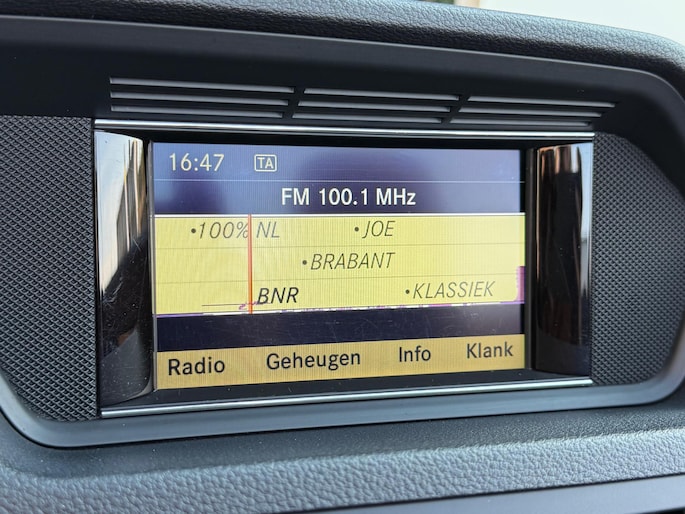 16:47 TA
FM 100.1 MHz
•100% NL •JOE
•BRABANT
BNR •KLASSIEK
Radio Geheugen Info Klank